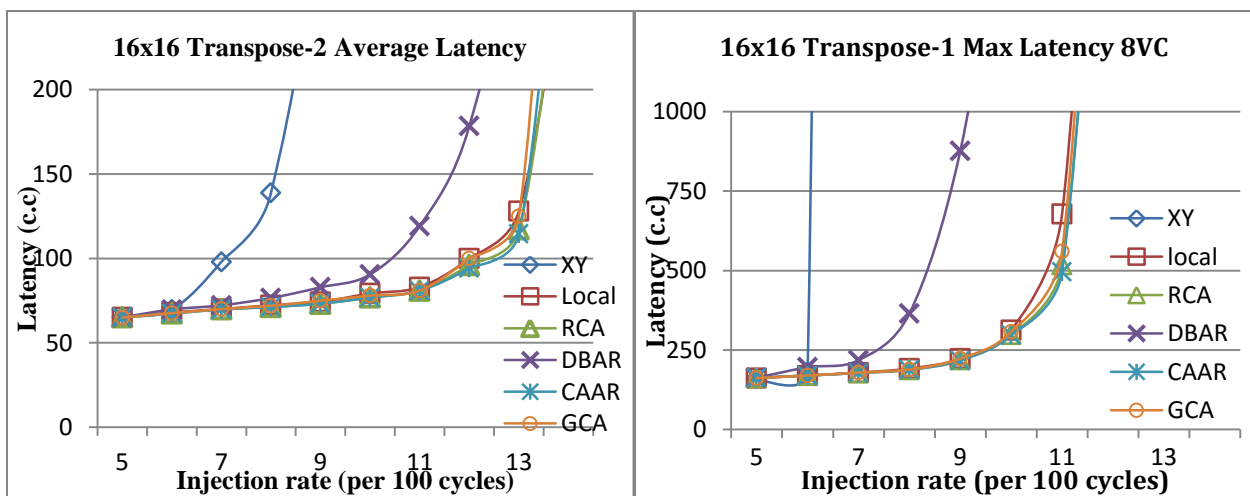 16x16 Transpose-2 Average Latency
200
150
100
50
0
5
7
9
11
13
Latency (c.c)
Injection rate (per 100 cycles)
XY
Local
RCA
DBAR
CAAR
GCA
16x16 Transpose-1 Max Latency 8VC
1000
750
500
250
0
5
7
9
11
13
Latency (c.c)
Injection rate (per 100 cycles)
XY
local
RCA
DBAR
CAAR
GCA